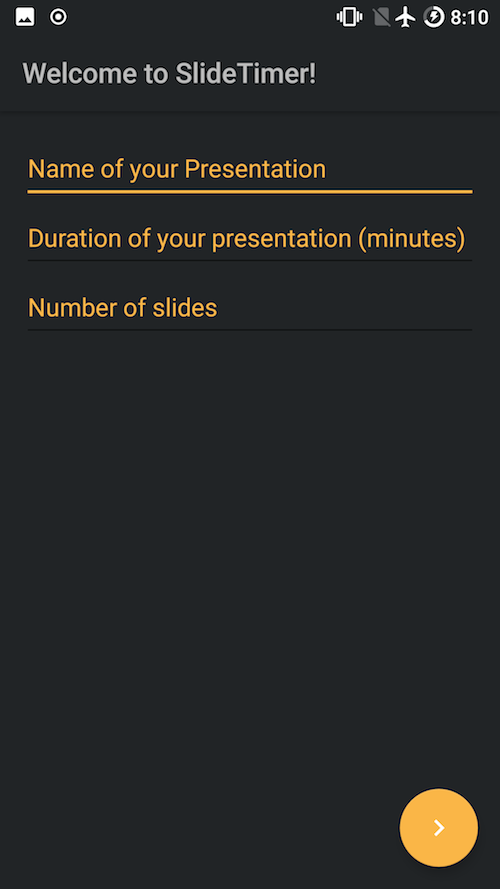 8:10
Welcome to SlideTimer!
Name of your Presentation
Duration of your presentation (minutes)
Number of slides